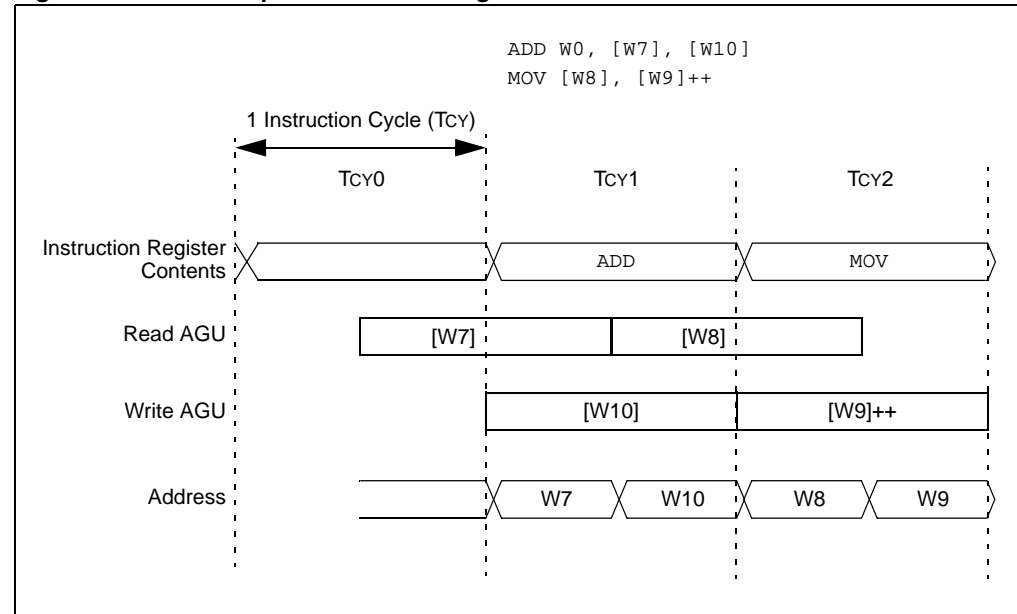 ADD W0, [W7], [W10]
MOV [W8], [W9]++
1 Instruction Cycle (TCY)
TCY0 TCY1 TCY2
Instruction Register
Contents
ADD MOV
Read AGU [W7] [W8]
Write AGU [W10] [W9]++
Address W7 W10 W8 W9